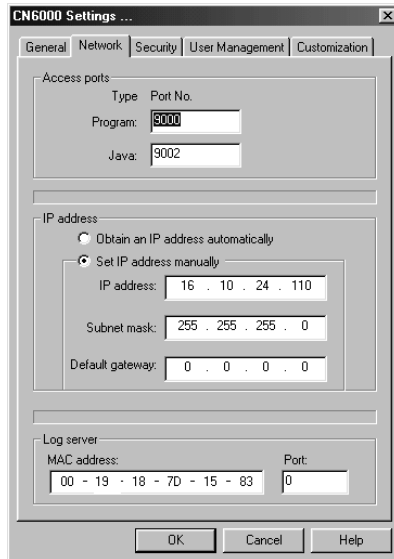 CN6000 Settings ...
General Network Security User Management Customization
Access ports
Type Port No.
Program: 9000
Java: 9002
IP address
Obtain an IP address automatically
Set IP address manually
IP address: 16 . 10 . 24 . 110
Subnet mask: 255 . 255 . 255 . 0
Default gateway: 0 . 0 . 0 . 0
Log server
MAC address: Port:
00 - 19 - 18 - 7D - 15 - 83 0
OK Cancel Help